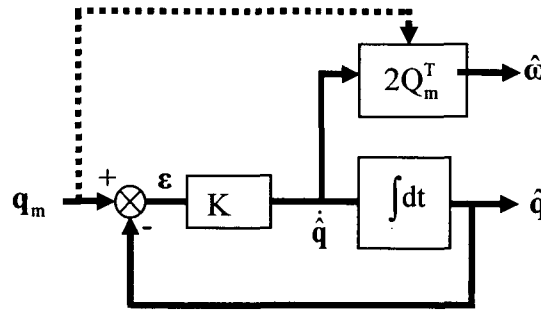 2Q_m^T
ω̂
q_m
+
ε
K
∫dt
q̂
-
q̂̇